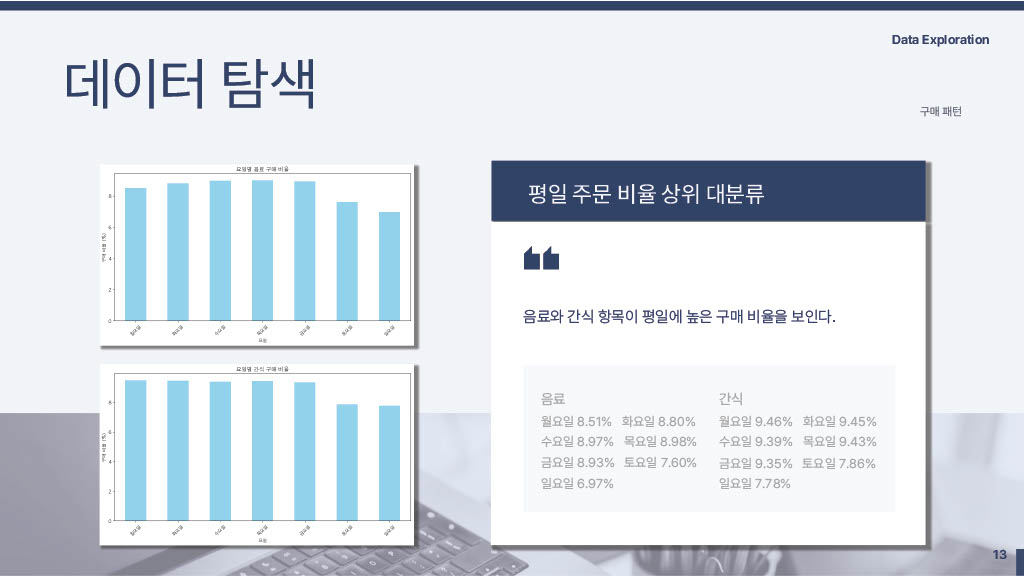 Data Exploration
데이터 탐색
구매 패턴
요일별 음료 구매 비율
8
6
4
2
0
구매 비율 (%)
월요일 화요일 수요일 목요일 금요일 토요일 일요일
요일
요일별 간식 구매 비율
8
6
4
2
0
구매 비율 (%)
월요일 화요일 수요일 목요일 금요일 토요일 일요일
요일
평일 주문 비율 상위 대분류
음료와 간식 항목이 평일에 높은 구매 비율을 보인다.
음료
월요일 8.51% 화요일 8.80%
수요일 8.97% 목요일 8.98%
금요일 8.93% 토요일 7.60%
일요일 6.97%
간식
월요일 9.46% 화요일 9.45%
수요일 9.39% 목요일 9.43%
금요일 9.35% 토요일 7.86%
일요일 7.78%
13